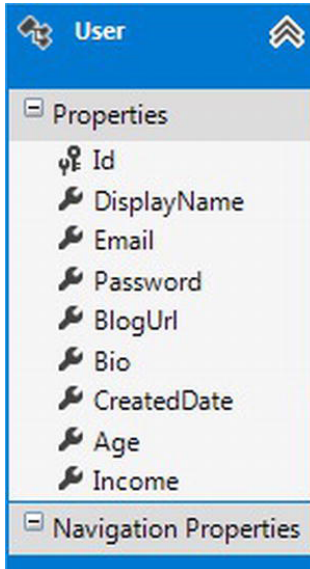 User
Properties
Id
DisplayName
Email
Password
BlogUrl
Bio
CreatedDate
Age
Income
Navigation Properties